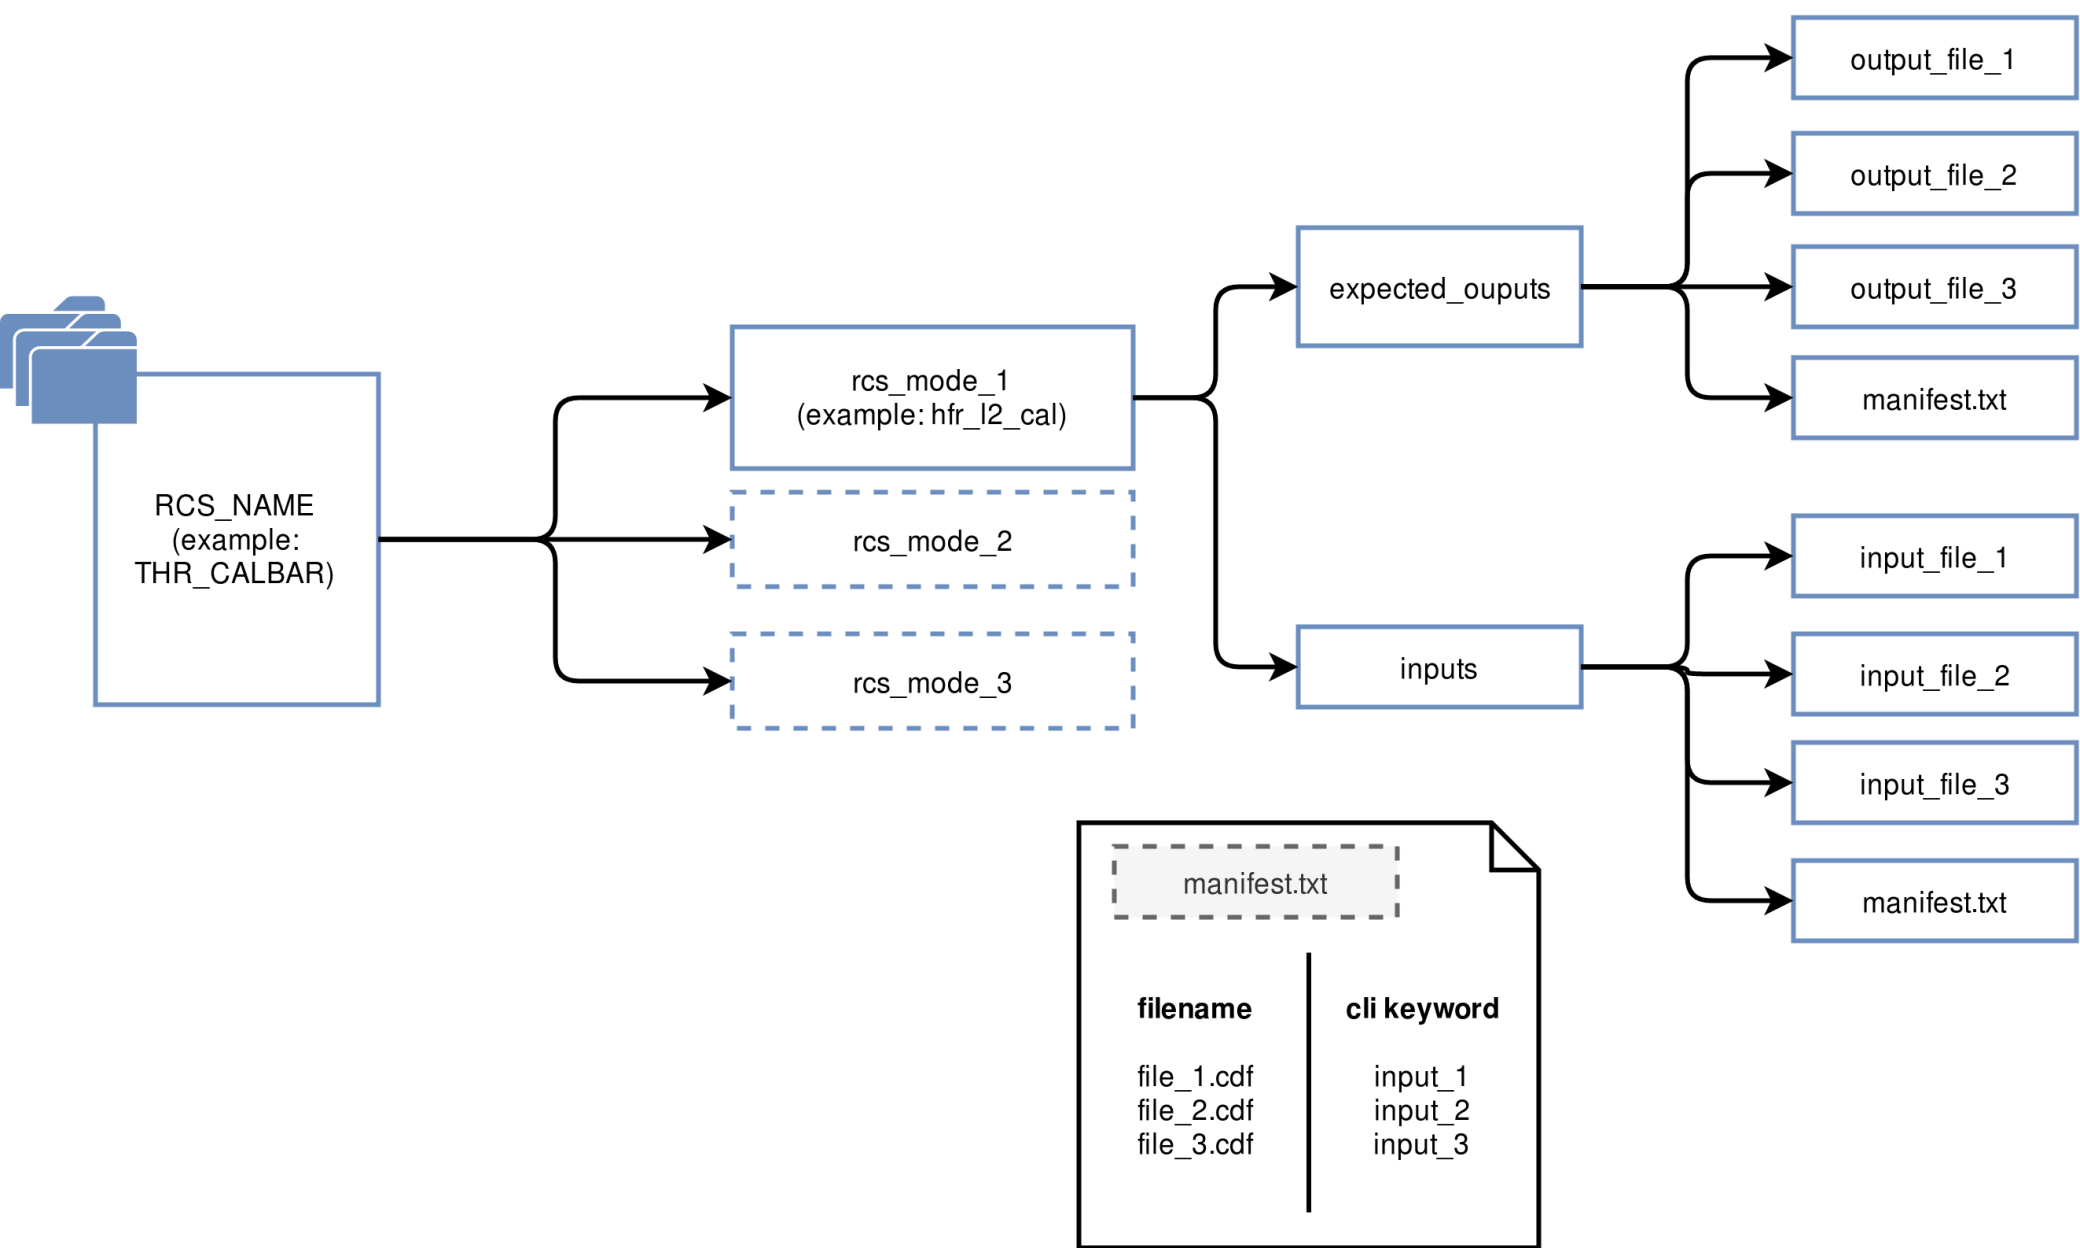 RCS_NAME
(example:
THR_CALBAR)
rcs_mode_1
(example: hfr_l2_cal)
rcs_mode_2
rcs_mode_3
expected_ouputs
inputs
output_file_1
output_file_2
output_file_3
manifest.txt
input_file_1
input_file_2
input_file_3
manifest.txt
manifest.txt
filename cli keyword
file_1.cdf input_1
file_2.cdf input_2
file_3.cdf input_3